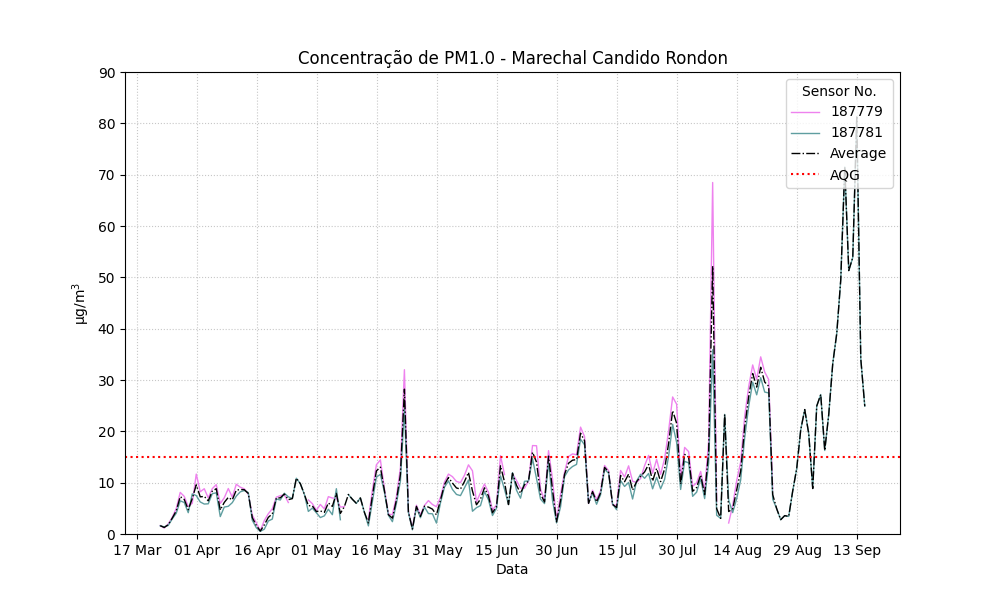 Concentração de PM1.0 - Marechal Candido Rondon
90
80
70
60
50
40
30
20
10
0
µg/m³
Sensor No.
187779
187781
Average
AQG
17 Mar 01 Apr 16 Apr 01 May 16 May 31 May 15 Jun 30 Jun 15 Jul 30 Jul 14 Aug 29 Aug 13 Sep
Data